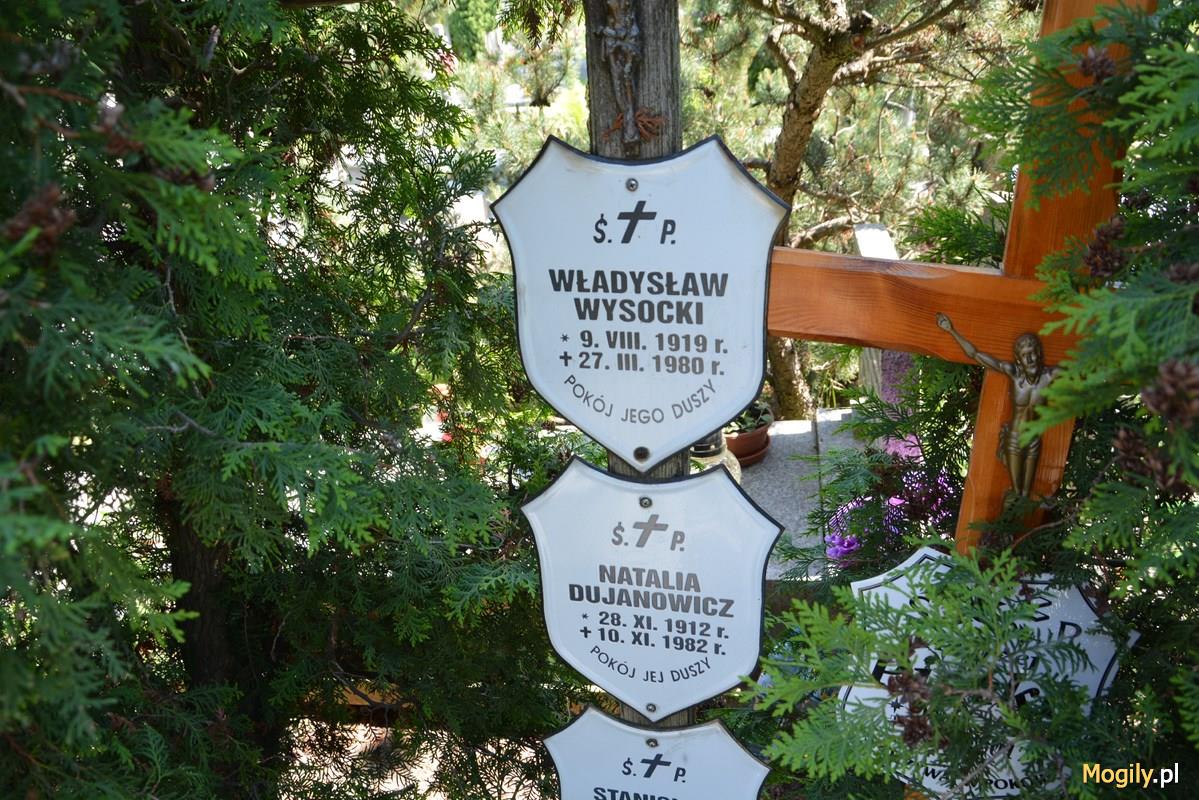 Ś. P.
WŁADYSŁAW
WYSOCKI
* 9. VIII. 1919 r.
+ 27. III. 1980 r.
POKÓJ JEGO DUSZY
Ś. P.
NATALIA
DUJANOWICZ
* 28. XI. 1912 r.
+ 10. XI. 1982 r.
POKÓJ JEJ DUSZY
Ś. P.
Mogily.pl